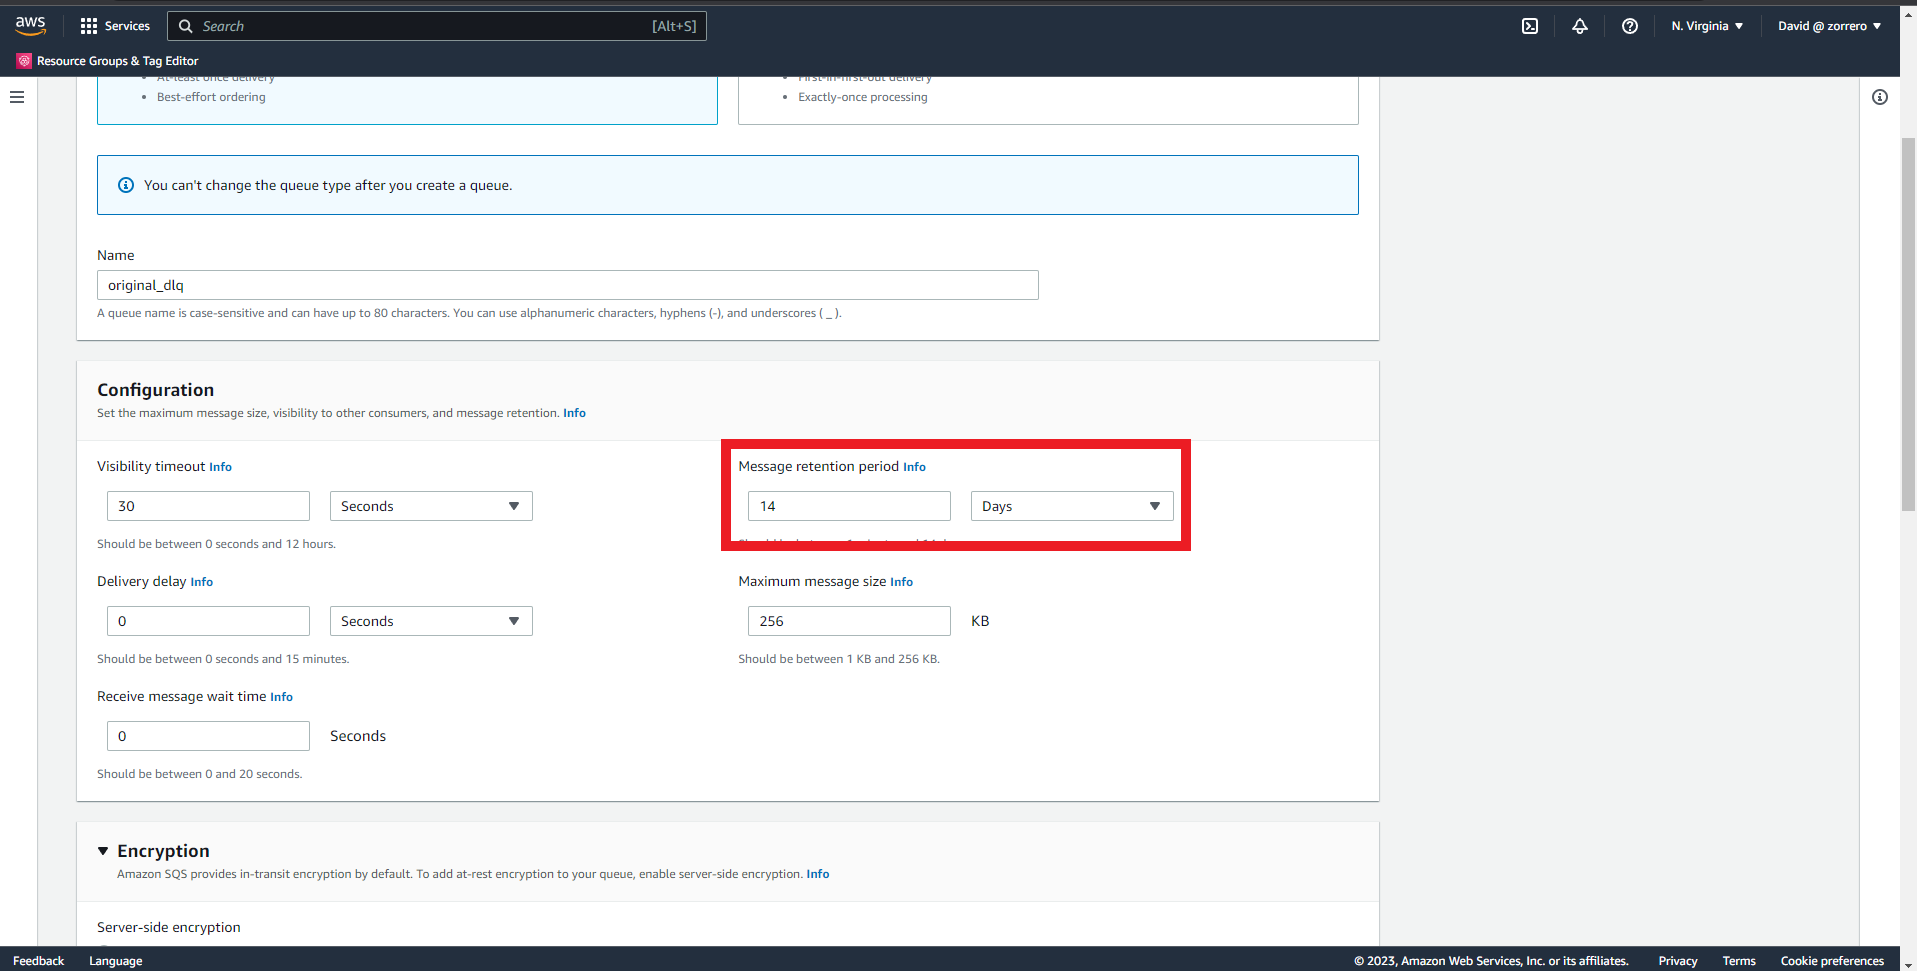 aws
Services
Search
[Alt+S]
N. Virginia
David @ zorrero
Resource Groups & Tag Editor
At-least once delivery
Best-effort ordering
First-in-first-out delivery
Exactly-once processing
You can't change the queue type after you create a queue.
Name
original_dlq
A queue name is case-sensitive and can have up to 80 characters. You can use alphanumeric characters, hyphens (-), and underscores ( _ ).
Configuration
Set the maximum message size, visibility to other consumers, and message retention. Info
Visibility timeout Info
30
Seconds
Should be between 0 seconds and 12 hours.
Message retention period Info
14
Days
Delivery delay Info
0
Seconds
Should be between 0 seconds and 15 minutes.
Maximum message size Info
256
KB
Should be between 1 KB and 256 KB.
Receive message wait time Info
0
Seconds
Should be between 0 and 20 seconds.
Encryption
Amazon SQS provides in-transit encryption by default. To add at-rest encryption to your queue, enable server-side encryption. Info
Server-side encryption
Feedback
Language
© 2023, Amazon Web Services, Inc. or its affiliates.
Privacy
Terms
Cookie preferences